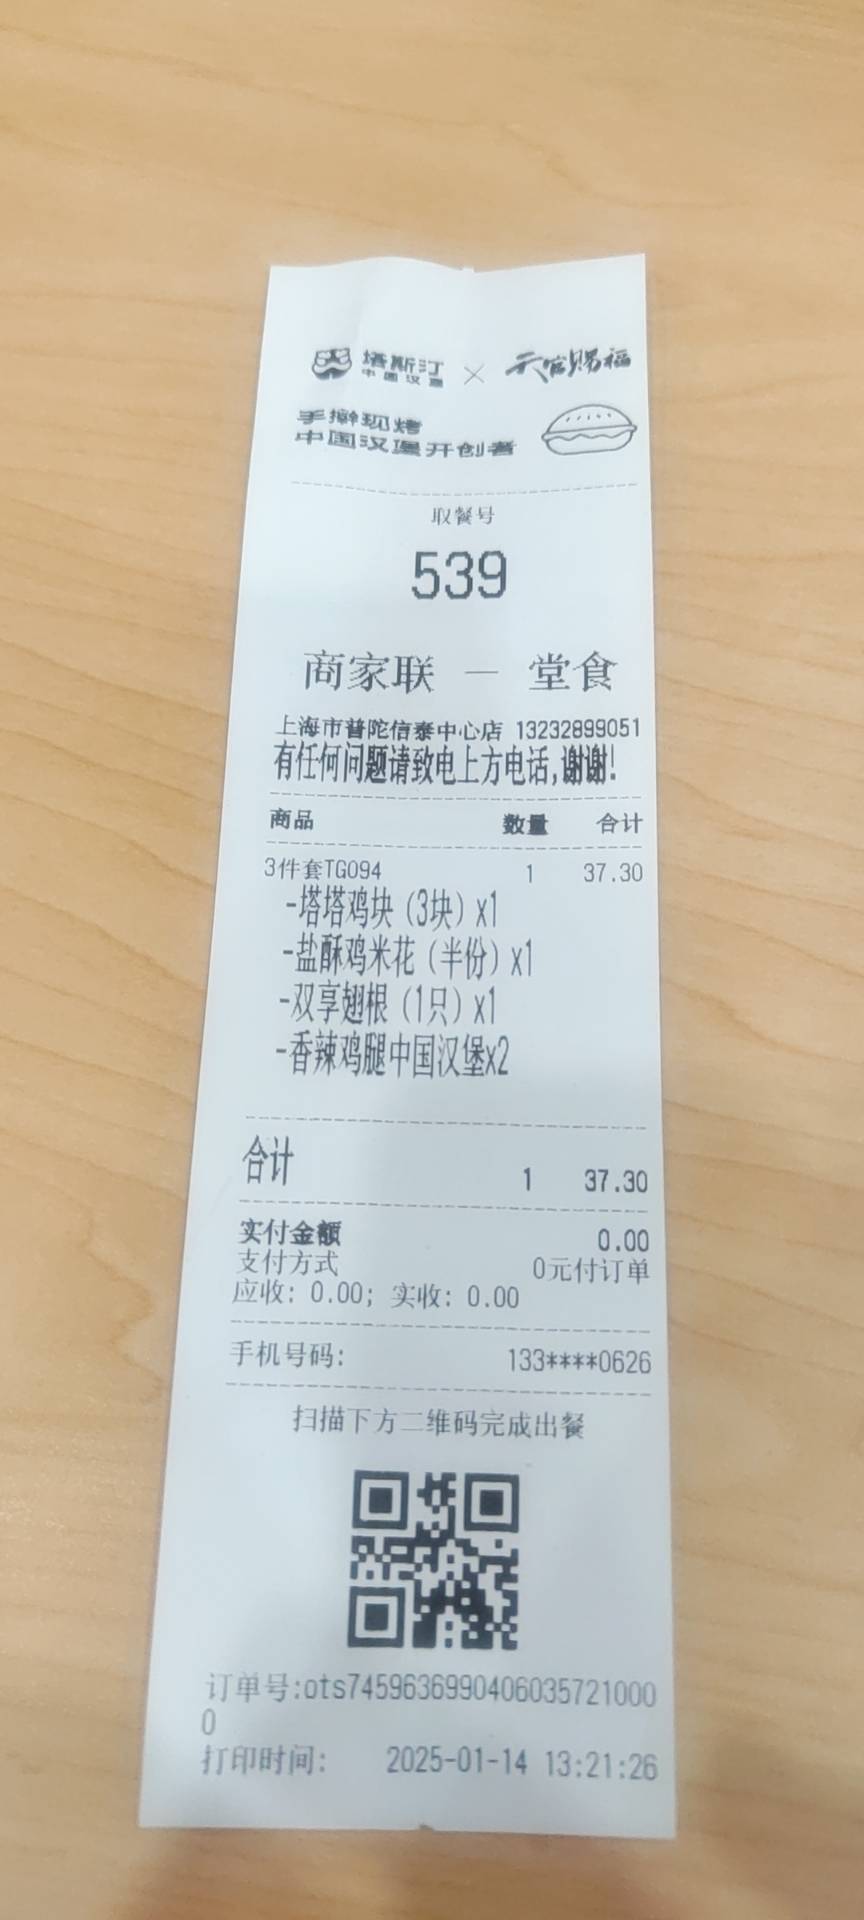 塔斯汀
中国汉堡
×
天官赐福
手擀现烤
中国汉堡开创者
取餐号
539
商家联 — 堂食
上海市普陀信泰中心店 13232899051
有任何问题请致电上方电话,谢谢!
商品 数量 合计
3件套TG094 1 37.30
-塔塔鸡块(3块)x1
-盐酥鸡米花(半份)x1
-双享翅根(1只)x1
-香辣鸡腿中国汉堡x2
合计 1 37.30
实付金额 0.00
支付方式 0元付订单
应收: 0.00; 实收: 0.00
手机号码: 133****0626
扫描下方二维码完成出餐
订单号:ots7459636990406035721000
0
打印时间: 2025-01-14 13:21:26